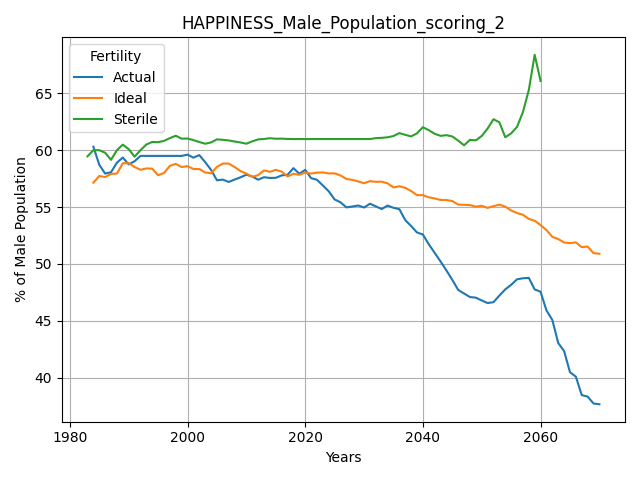 HAPPINESS_Male_Population_scoring_2
Fertility
Actual
Ideal
Sterile
% of Male Population
65
60
55
50
45
40
1980
2000
2020
2040
2060
Years